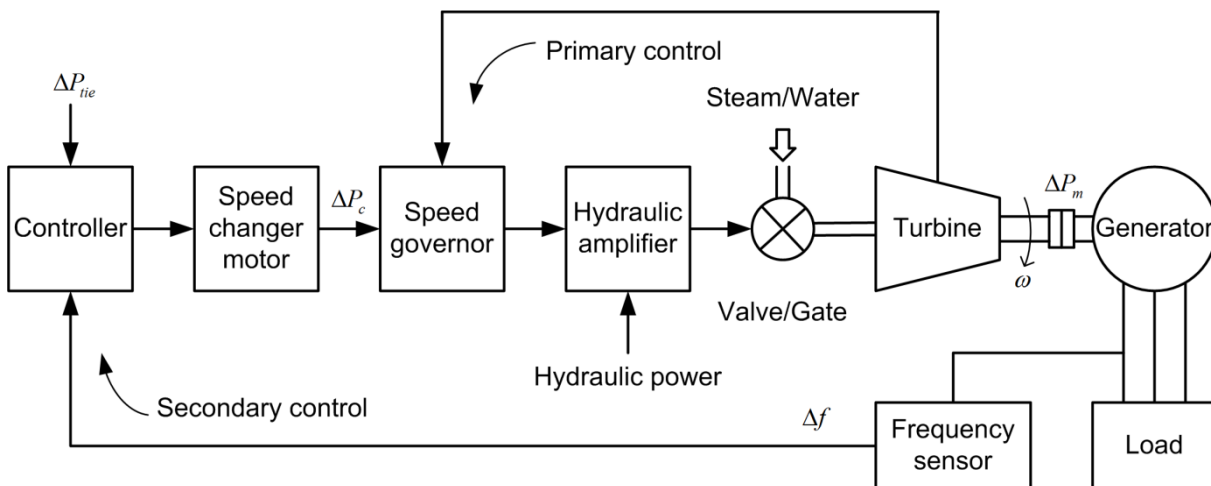 Primary control
ΔP_tie
Steam/Water
Controller
Speed
changer
motor
ΔP_c
Speed
governor
Hydraulic
amplifier
Turbine
ΔP_m
Generator
ω
Valve/Gate
Hydraulic power
Secondary control
Δf
Frequency
sensor
Load